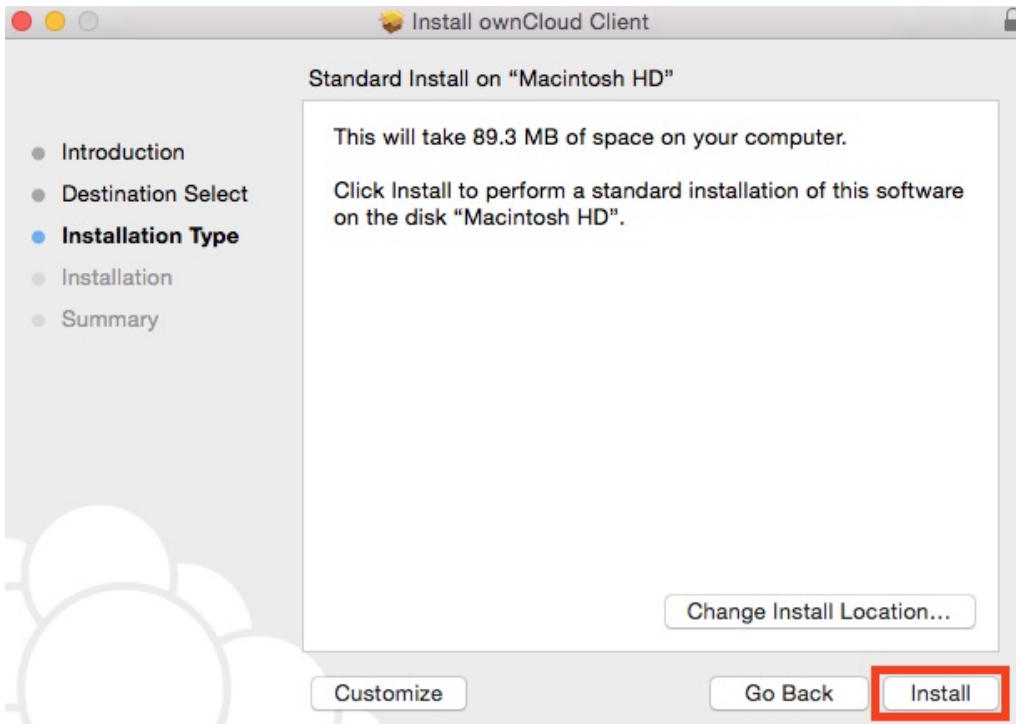 Install ownCloud Client
Standard Install on “Macintosh HD”
Introduction
Destination Select
Installation Type
Installation
Summary
This will take 89.3 MB of space on your computer.
Click Install to perform a standard installation of this software
on the disk “Macintosh HD”.
Change Install Location...
Customize
Go Back
Install